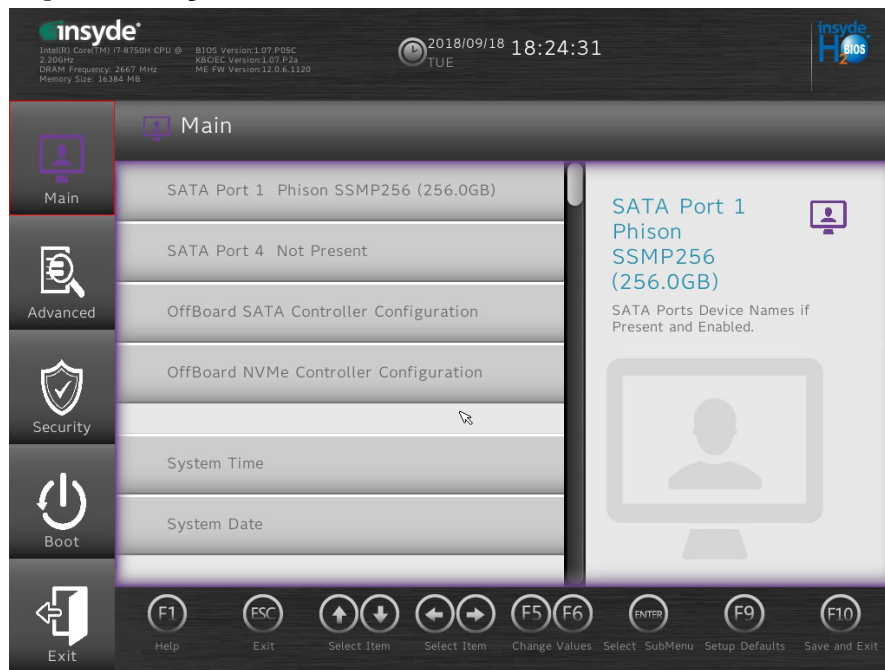 insyde®
Intel(R) Core(TM) i7-8750H CPU @
2.20GHz
DRAM Frequency: 2667 MHz
Memory Size: 16384 MB
BIOS Version:1.07.P05C
KBC/EC Version:1.07.P2a
ME FW Version:12.0.6.1120
2018/09/18
TUE
18:24:31
insyde
H2O
BIOS
Main
Main
Advanced
Security
Boot
Exit
SATA Port 1 Phison SSMP256 (256.0GB)
SATA Port 4 Not Present
OffBoard SATA Controller Configuration
OffBoard NVMe Controller Configuration
System Time
System Date
SATA Port 1
Phison
SSMP256
(256.0GB)
SATA Ports Device Names if
Present and Enabled.
F1
Help
ESC
Exit
Select Item
Select Item
F5 F6
Change Values
ENTER
Select SubMenu
F9
Setup Defaults
F10
Save and Exit